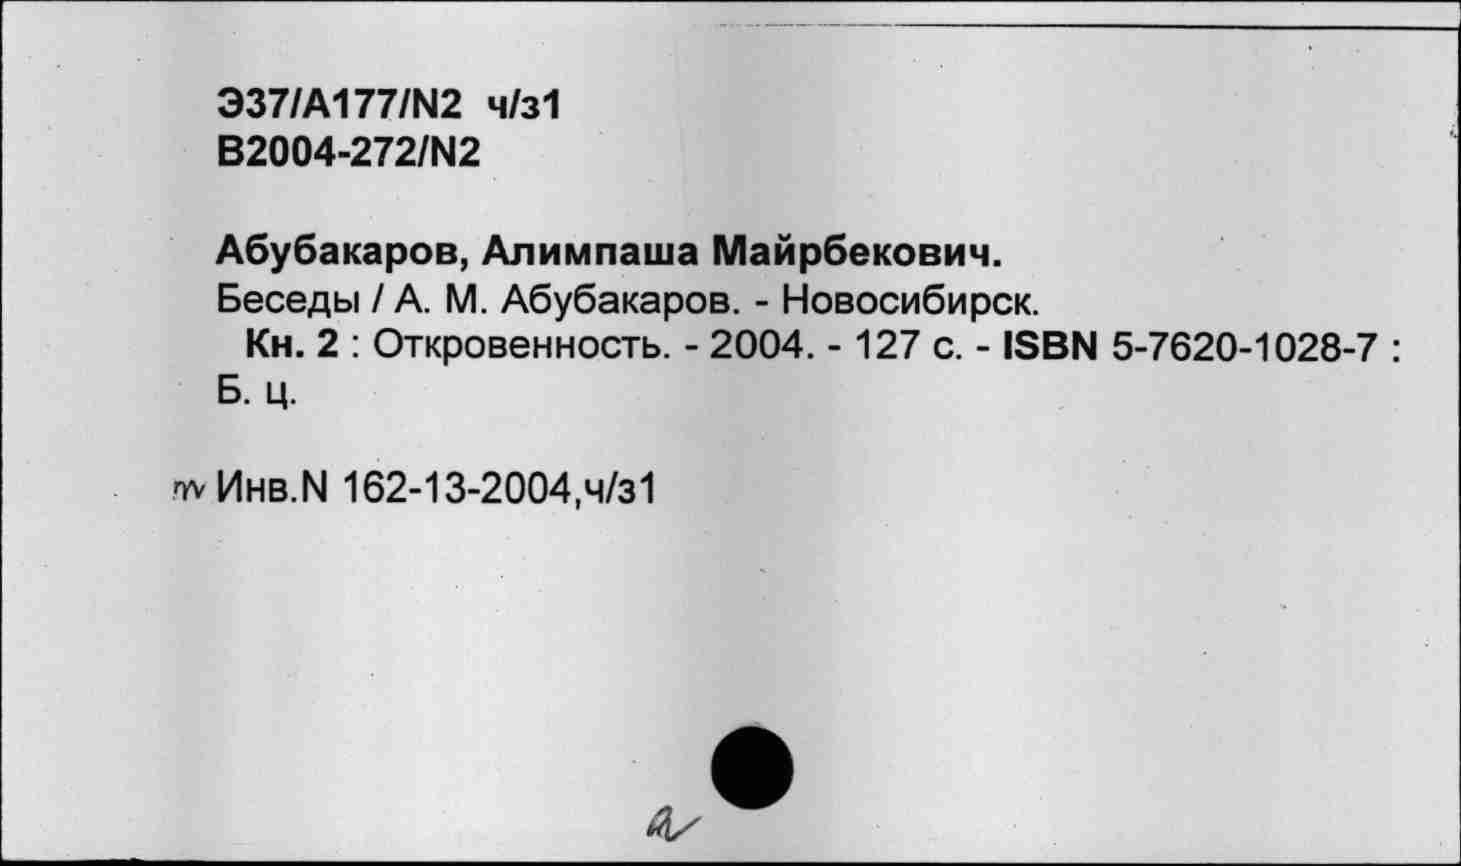 Э37/А177/N2 ч/з1
В2004-272/N2
Абубакаров, Алимпаша Майрбекович.
Беседы / А. М. Абубакаров. - Новосибирск.
Кн. 2 : Откровенность. - 2004. - 127 с. - ISBN 5-7620-1028-7 :
Б. ц.
Инв.N 162-13-2004,ч/з1